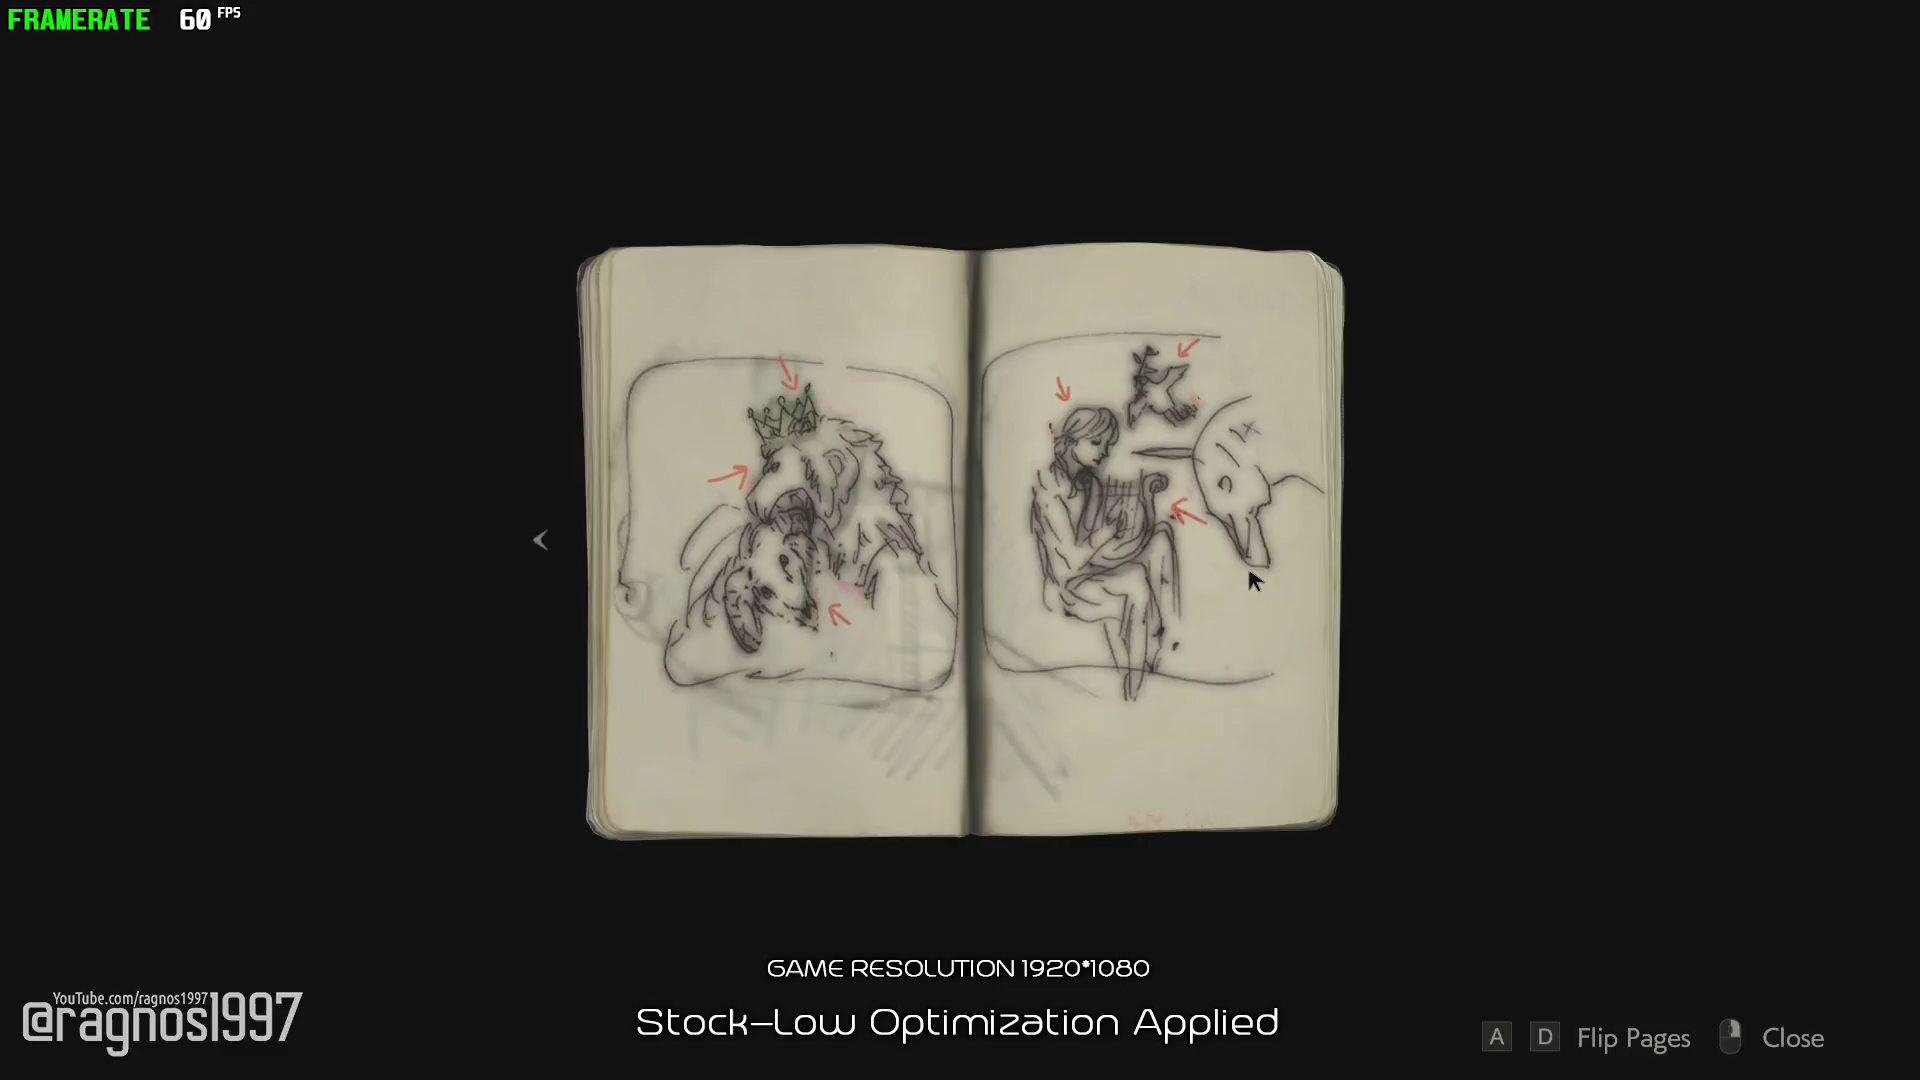 FRAMERATE 60 FPS
GAME RESOLUTION 1920*1080
YouTube.com/ragnos1997
@ragnos1997
Stock-Low Optimization Applied
A D Flip Pages Close